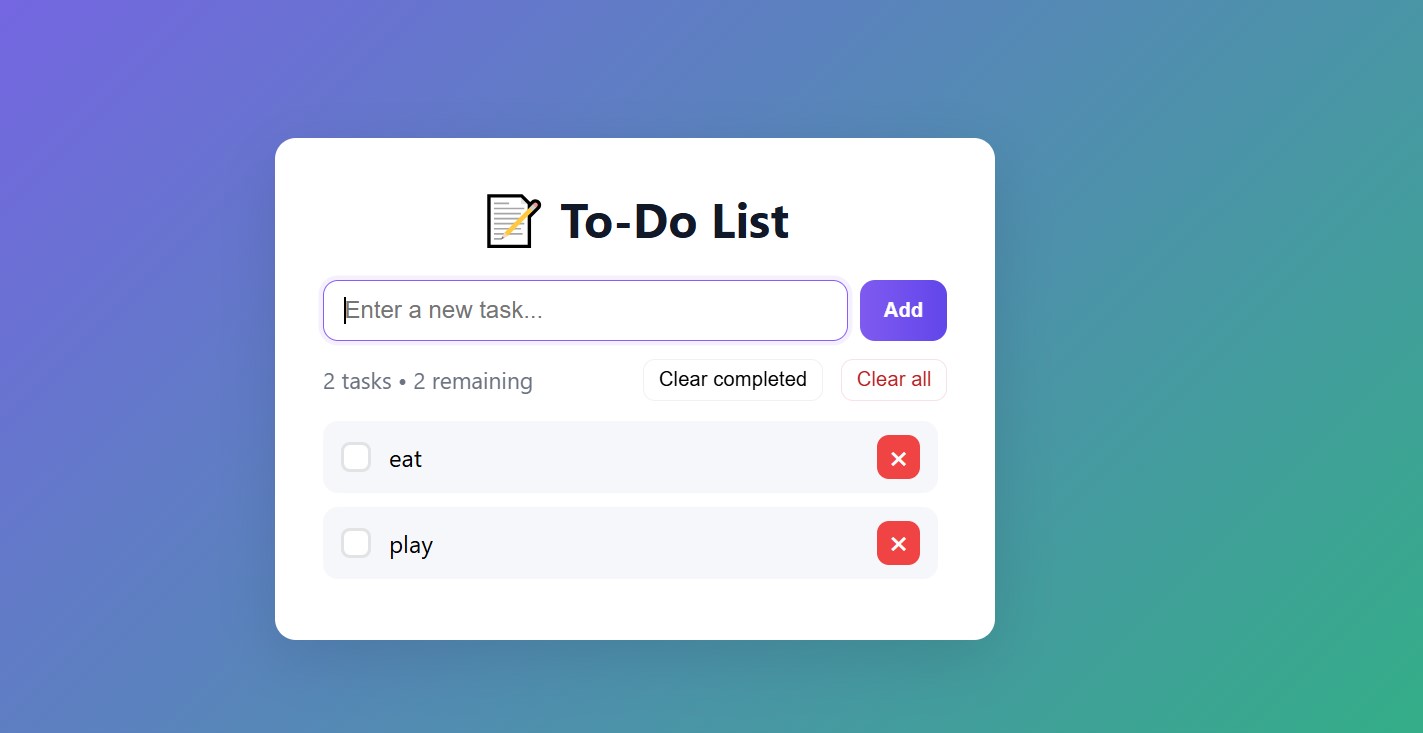 📝 To-Do List
Enter a new task...
Add
2 tasks • 2 remaining
Clear completed
Clear all
eat
play